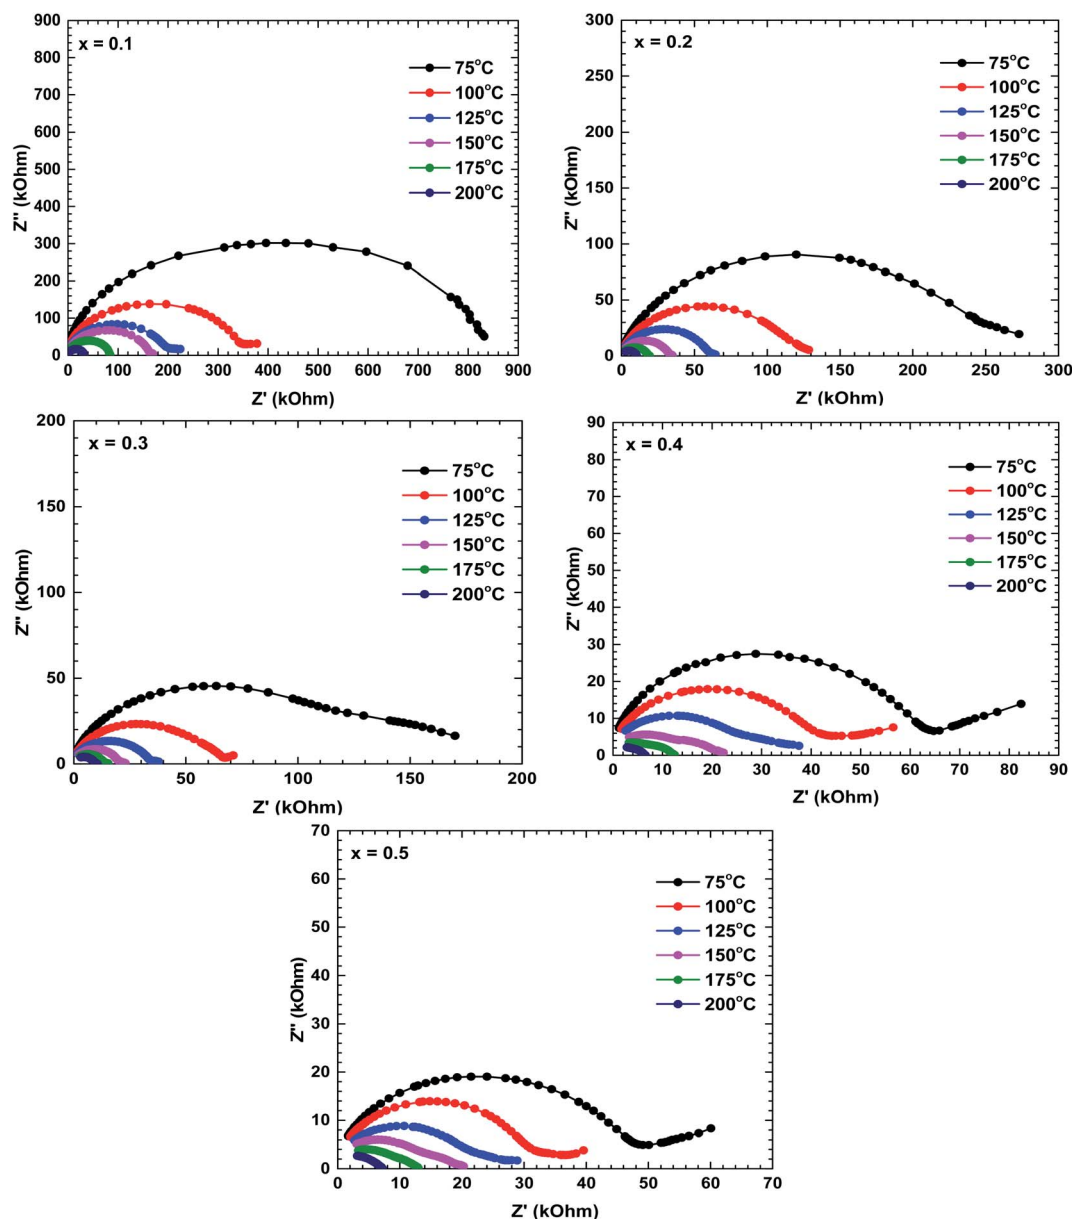 x = 0.1
75°C
100°C
125°C
150°C
175°C
200°C
Z'' (kOhm)
900
800
700
600
500
400
300
200
100
0
0 100 200 300 400 500 600 700 800 900
Z' (kOhm)
x = 0.2
75°C
100°C
125°C
150°C
175°C
200°C
Z'' (kOhm)
300
250
200
150
100
50
0
0 50 100 150 200 250 300
Z' (kOhm)
x = 0.3
75°C
100°C
125°C
150°C
175°C
200°C
Z'' (kOhm)
200
150
100
50
0
0 50 100 150 200
Z' (kOhm)
x = 0.4
75°C
100°C
125°C
150°C
175°C
200°C
Z'' (kOhm)
90
80
70
60
50
40
30
20
10
0
0 10 20 30 40 50 60 70 80 90
Z' (kOhm)
x = 0.5
75°C
100°C
125°C
150°C
175°C
200°C
Z'' (kOhm)
70
60
50
40
30
20
10
0
0 10 20 30 40 50 60 70
Z' (kOhm)